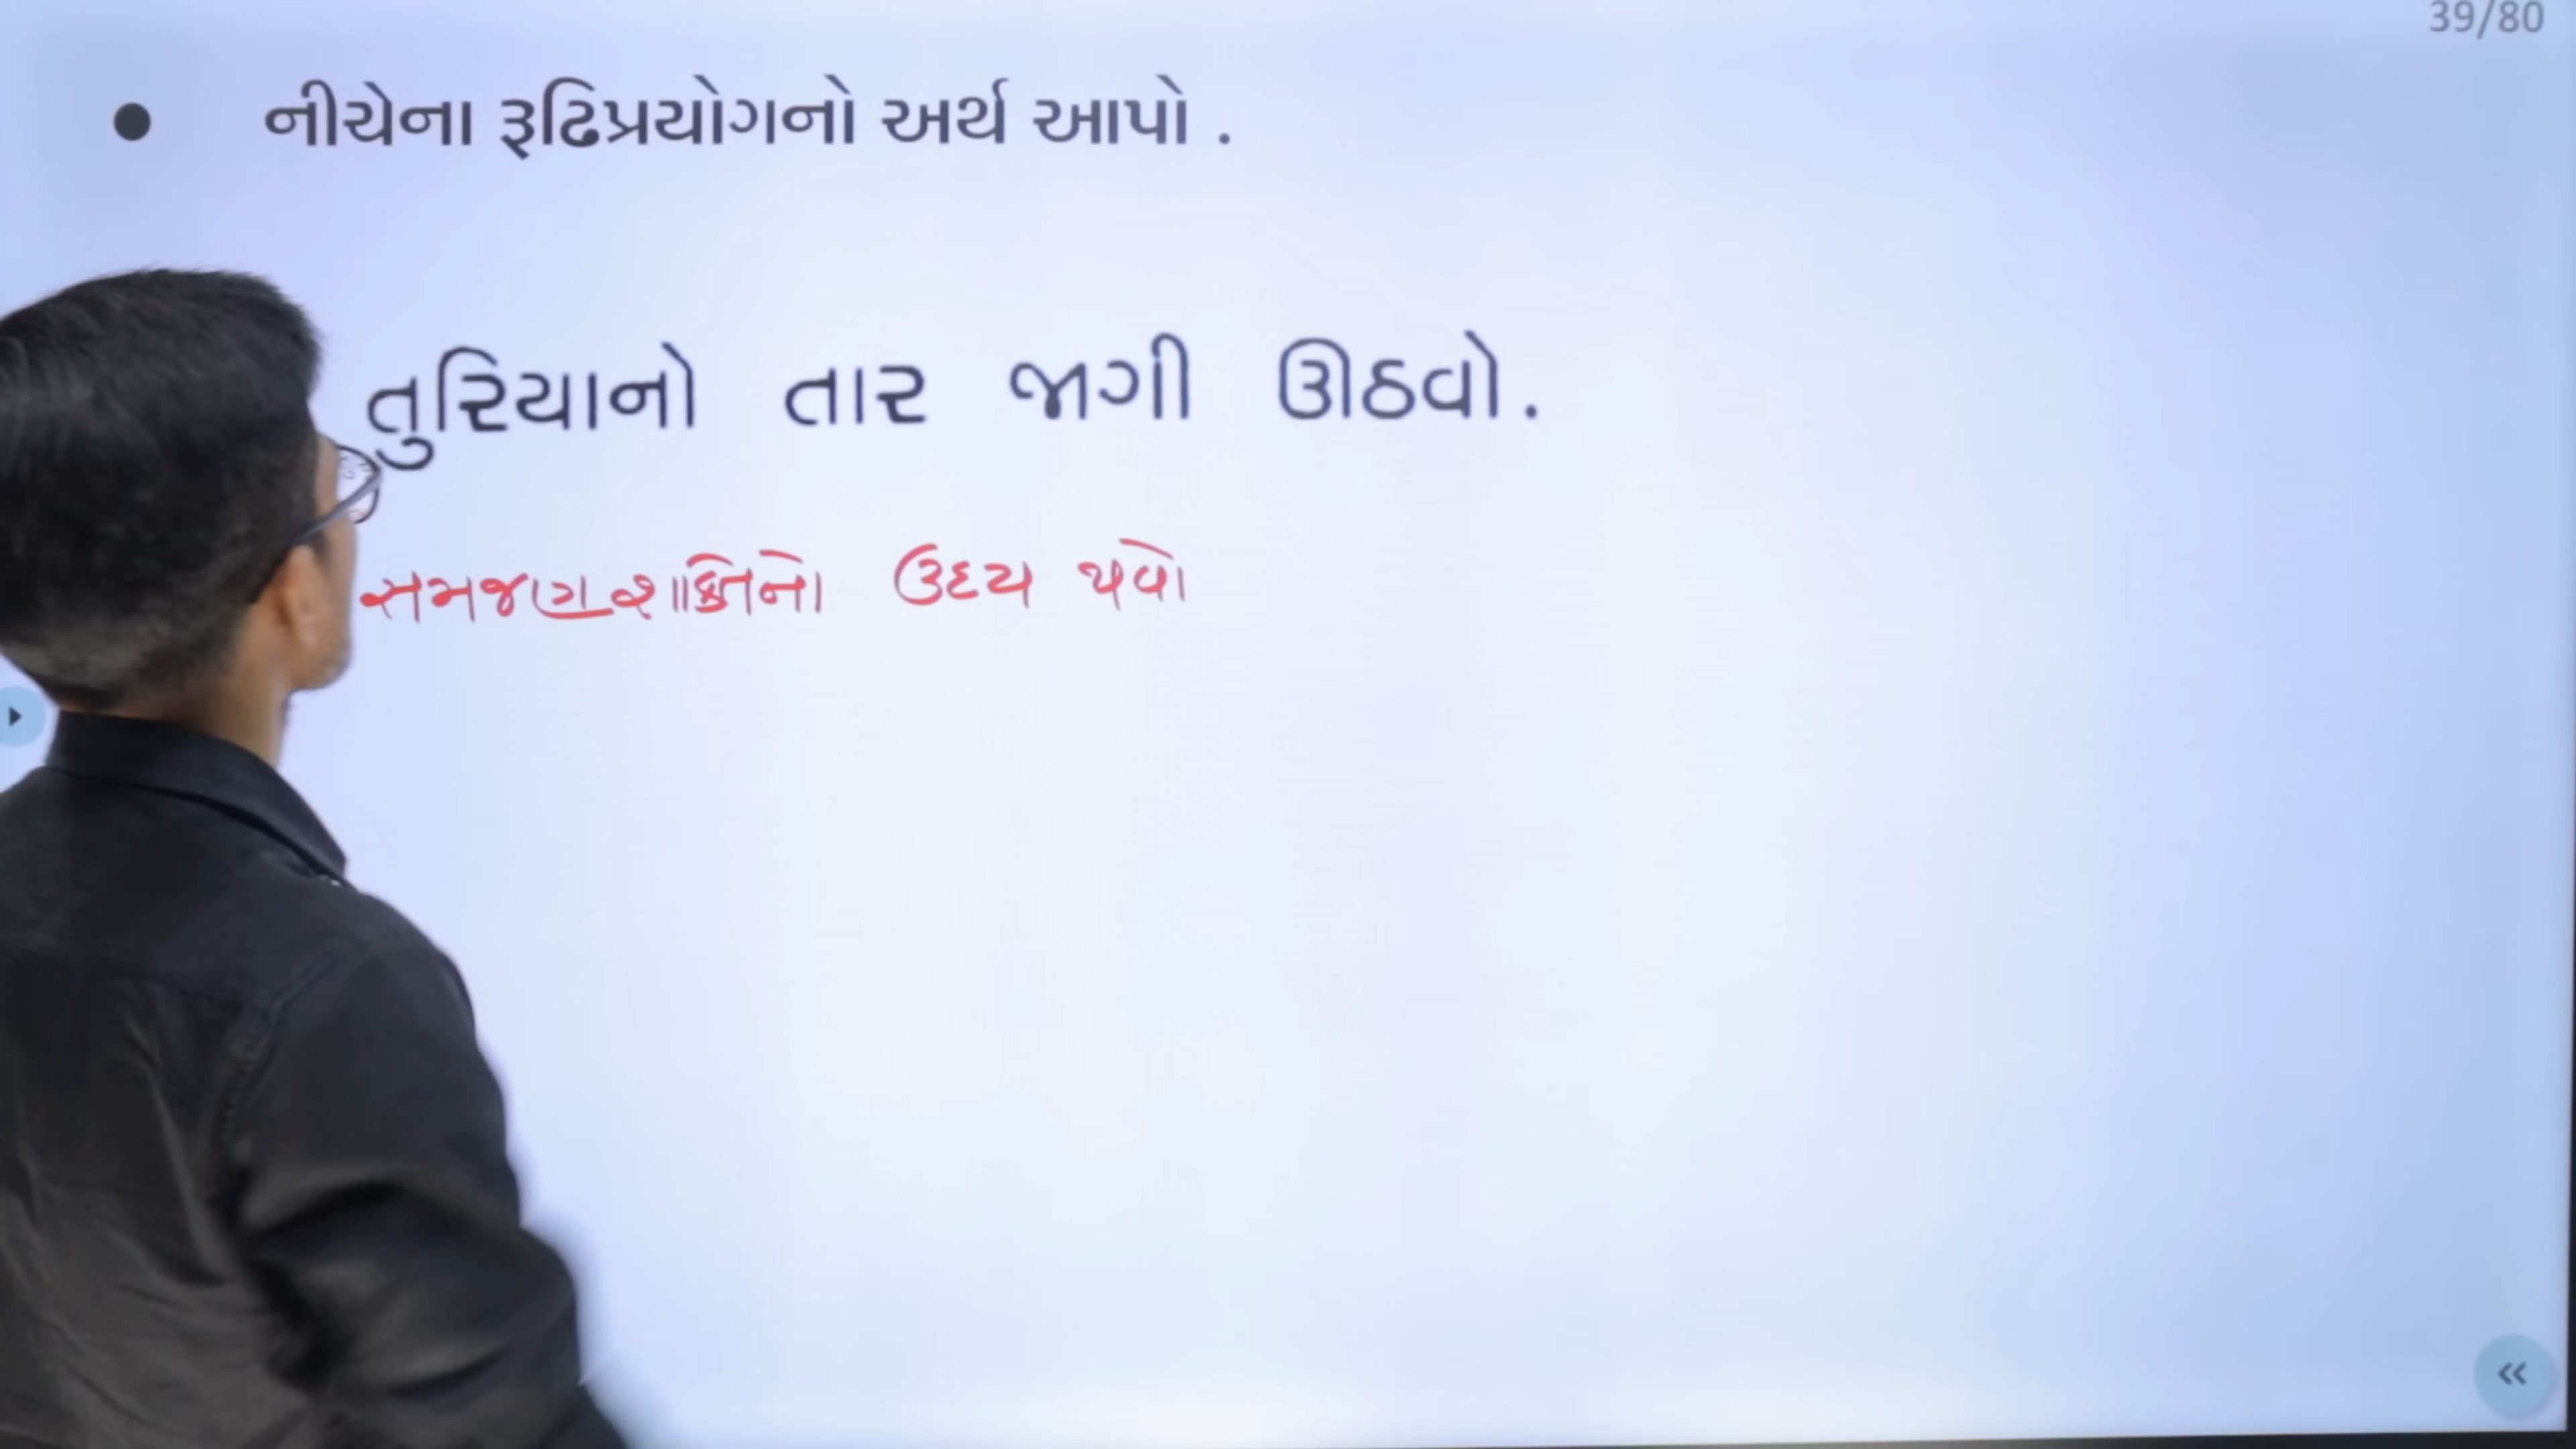 39/80
● નીચેના રૂઢિપ્રયોગનો અર્થ આપો .
તુરિયાનો તાર જાગી ઊઠવો.
સમજણશક્તિનો ઉદય થવો